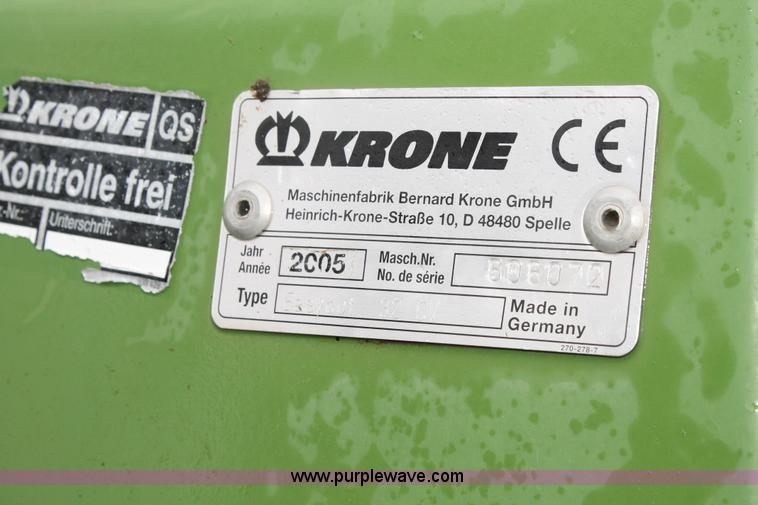 KRONE QS
Kontrolle frei
-Nr.: Unterschrift:
KRONE CE
Maschinenfabrik Bernard Krone GmbH
Heinrich-Krone-Straße 10, D 48480 Spelle
Jahr
Année 2005
Masch.Nr.
No. de série
Type
Made in
Germany
270-278-7
www.purplewave.com